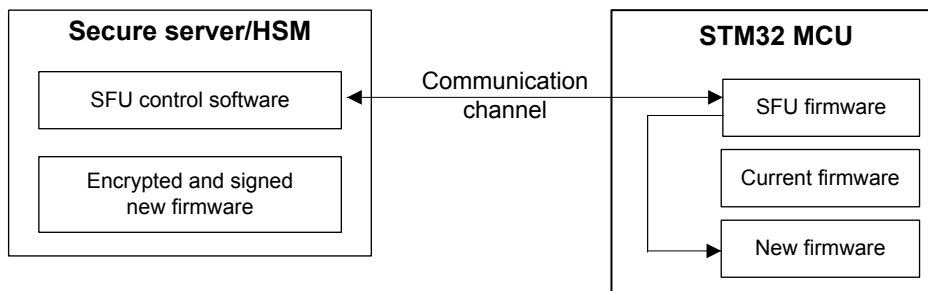 Secure server/HSM
SFU control software
Encrypted and signed
new firmware
Communication
channel
STM32 MCU
SFU firmware
Current firmware
New firmware